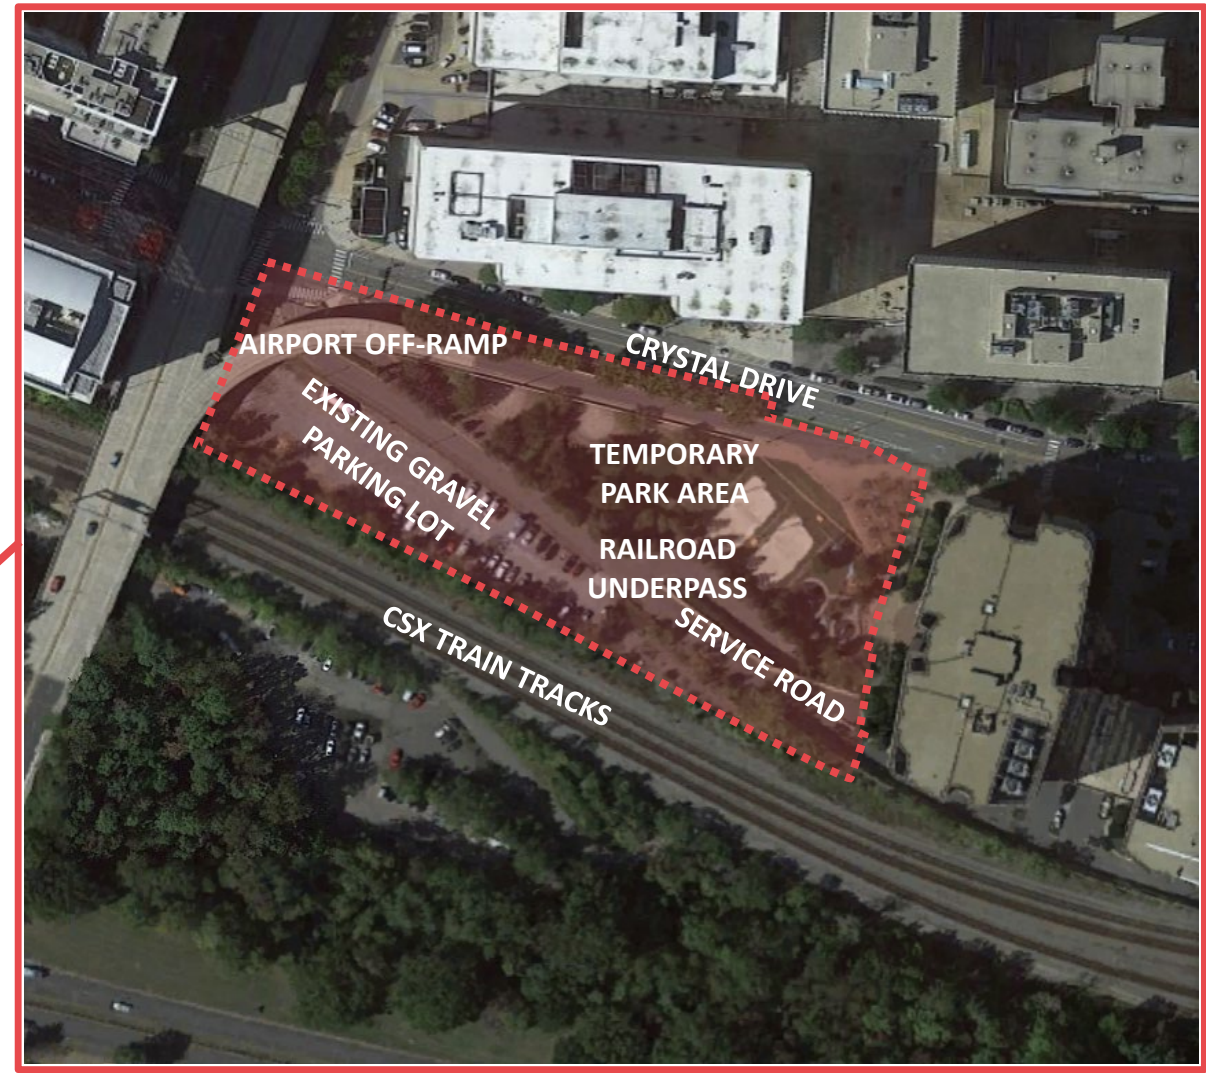 AIRPORT OFF-RAMP
CRYSTAL DRIVE
EXISTING GRAVEL
PARKING LOT
TEMPORARY
PARK AREA
RAILROAD
UNDERPASS
SERVICE ROAD
CSX TRAIN TRACKS